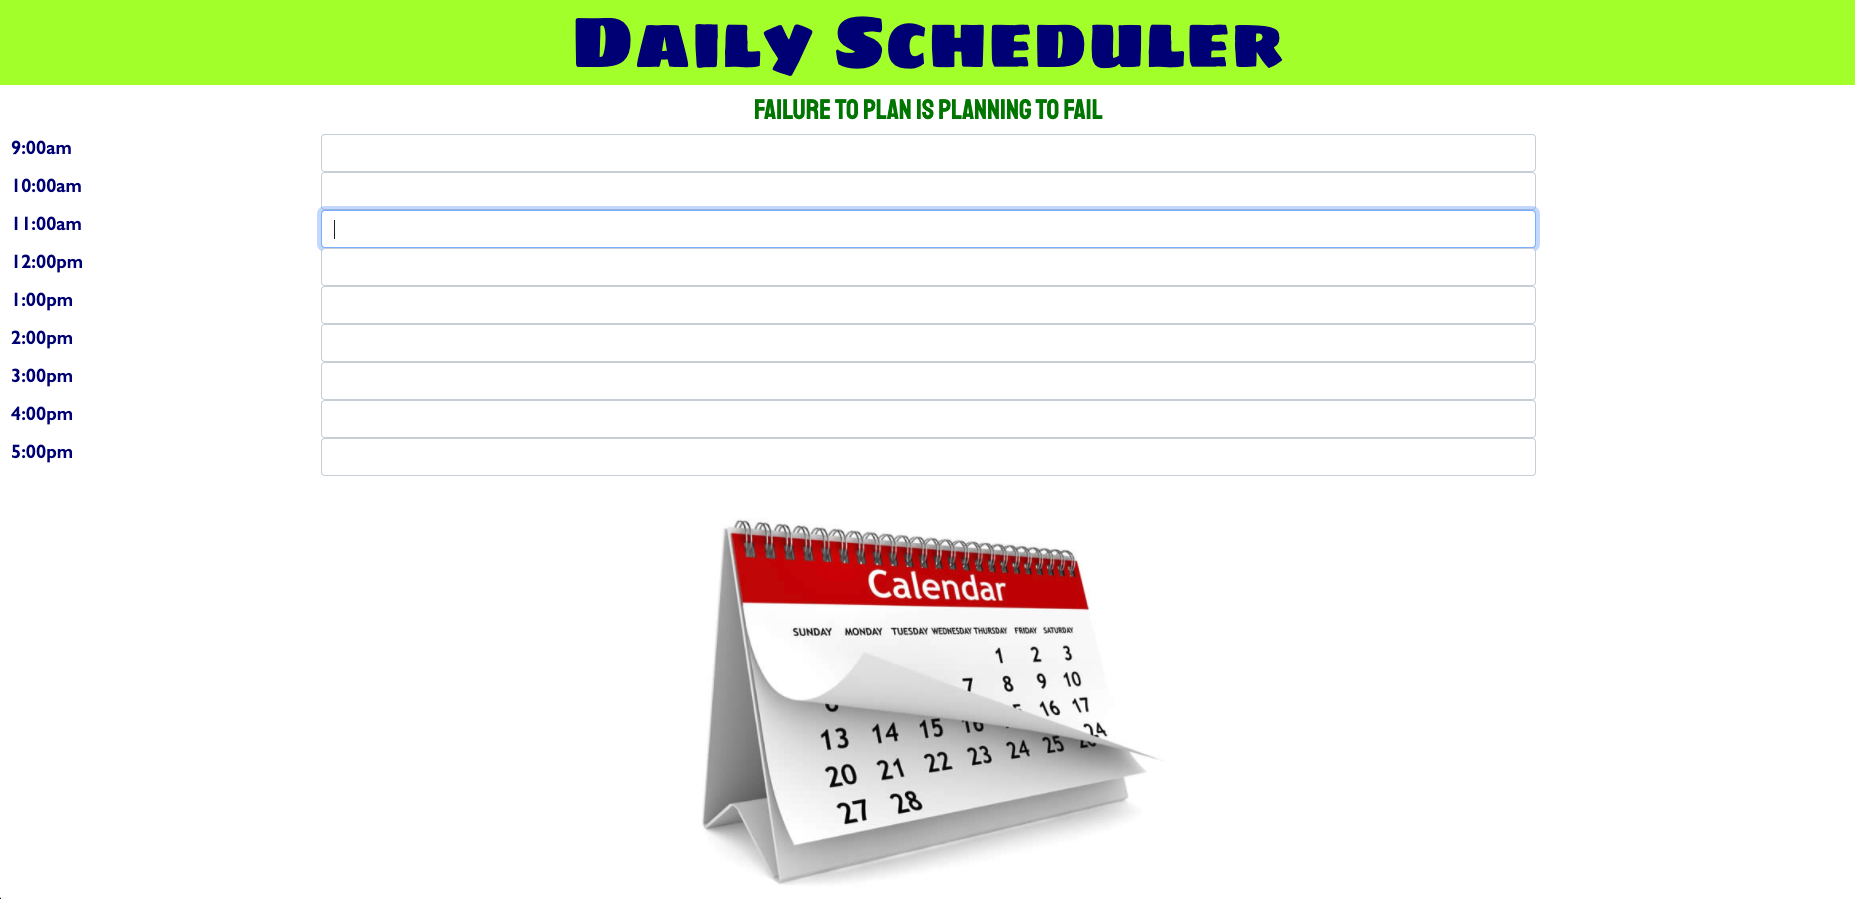 Daily Scheduler
FAILURE TO PLAN IS PLANNING TO FAIL
9:00am
10:00am
11:00am
12:00pm
1:00pm
2:00pm
3:00pm
4:00pm
5:00pm
Calendar
SUNDAY MONDAY TUESDAY WEDNESDAY THURSDAY FRIDAY SATURDAY
1 2 3
7 8 9 10
16 17
24
13 14 15 16
20 21 22 23 24 25
27 28